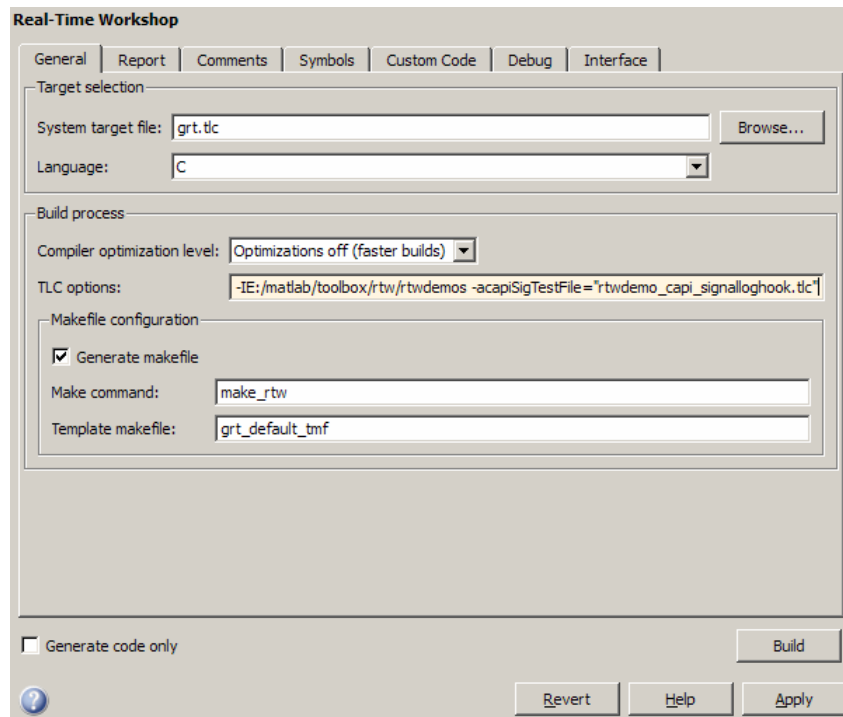 Real-Time Workshop
General Report Comments Symbols Custom Code Debug Interface
Target selection
System target file: grt.tlc Browse...
Language: C
Build process
Compiler optimization level: Optimizations off (faster builds)
TLC options: -IE:/matlab/toolbox/rtw/rtwdemos -acapiSigTestFile="rtwdemo_capi_signalloghook.tlc"
Makefile configuration
Generate makefile
Make command: make_rtw
Template makefile: grt_default_tmf
Generate code only Build
? Revert Help Apply